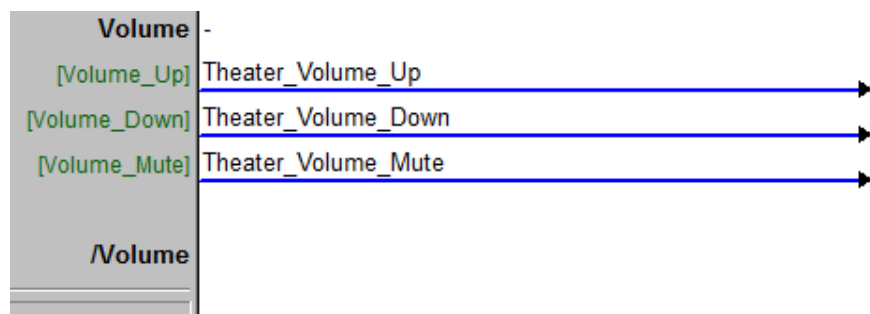 Volume -
[Volume_Up] Theater_Volume_Up
[Volume_Down] Theater_Volume_Down
[Volume_Mute] Theater_Volume_Mute
/Volume